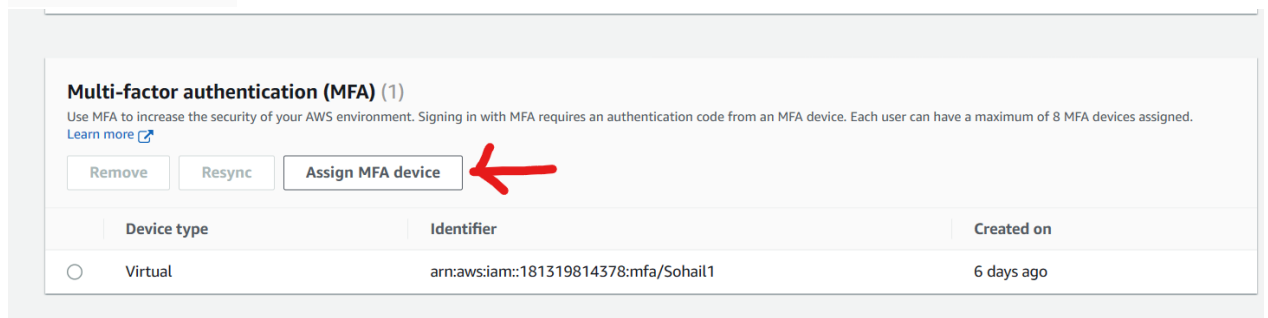 Multi-factor authentication (MFA) (1)
Use MFA to increase the security of your AWS environment. Signing in with MFA requires an authentication code from an MFA device. Each user can have a maximum of 8 MFA devices assigned.
Learn more
Remove Resync Assign MFA device
Device type Identifier Created on
Virtual arn:aws:iam::181319814378:mfa/Sohail1 6 days ago